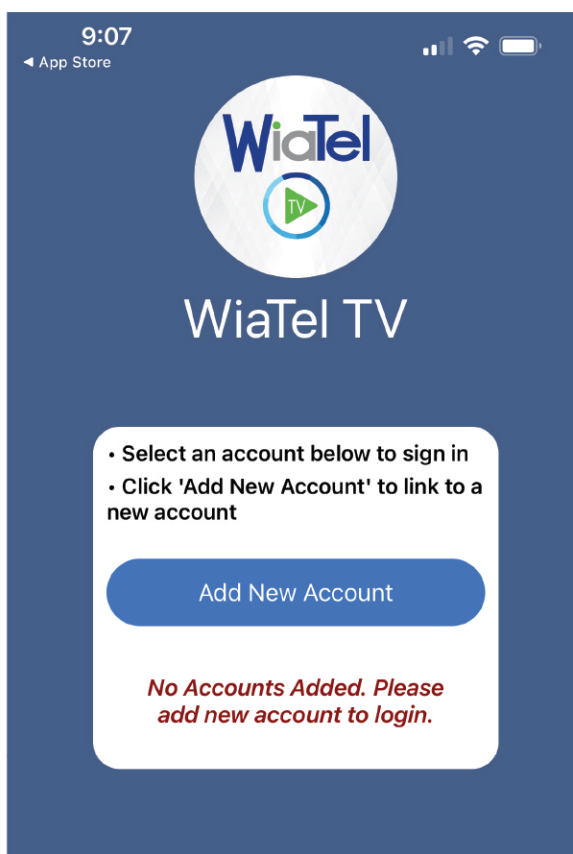 9:07
◀ App Store
WiaTel
TV
WiaTel TV
• Select an account below to sign in
• Click 'Add New Account' to link to a
new account
Add New Account
No Accounts Added. Please
add new account to login.